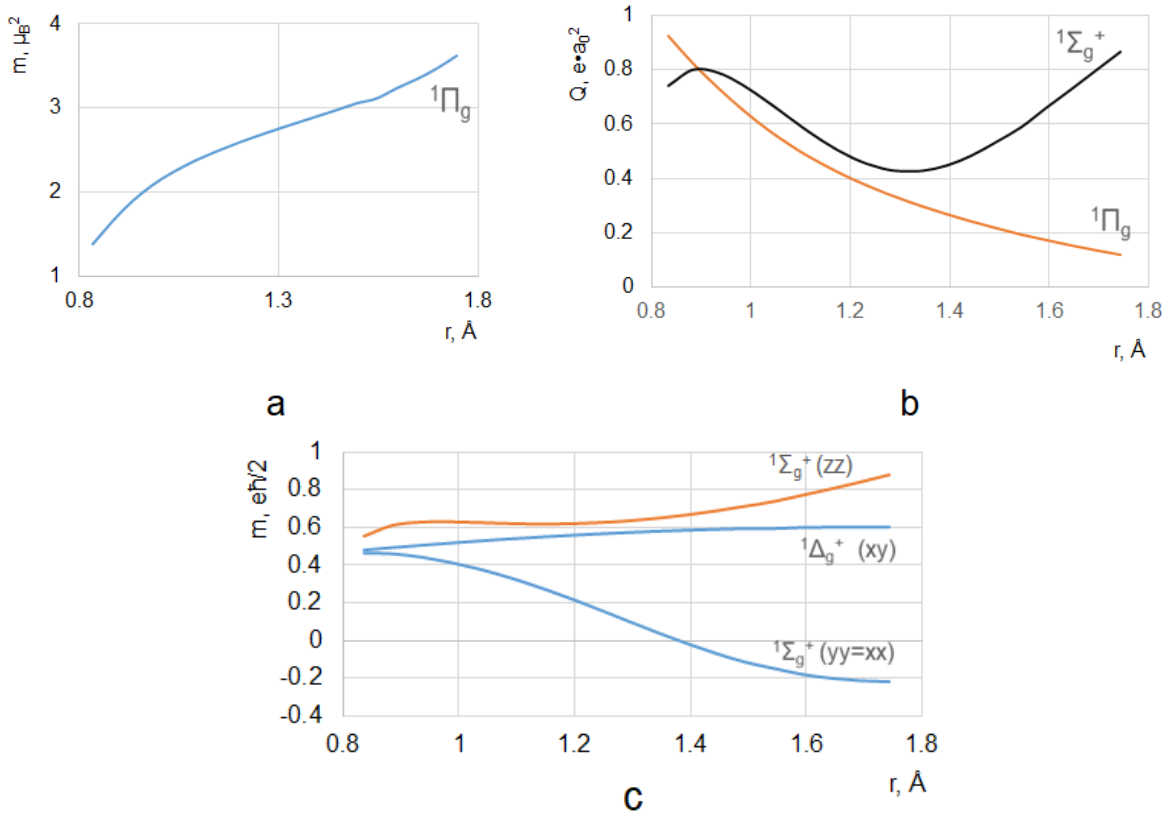 m, μB²
4
3
2
1
¹Πg
0.8 1.3 1.8
r, Å
a
Q, e•a0²
1
0.8
0.6
0.4
0.2
0
¹Σg⁺
¹Πg
0.8 1 1.2 1.4 1.6 1.8
r, Å
b
m, eħ/2
1
0.8
0.6
0.4
0.2
0
-0.2
-0.4
¹Σg⁺ (zz)
¹Δg⁺ (xy)
¹Σg⁺ (yy=xx)
0.8 1 1.2 1.4 1.6 1.8
r, Å
c